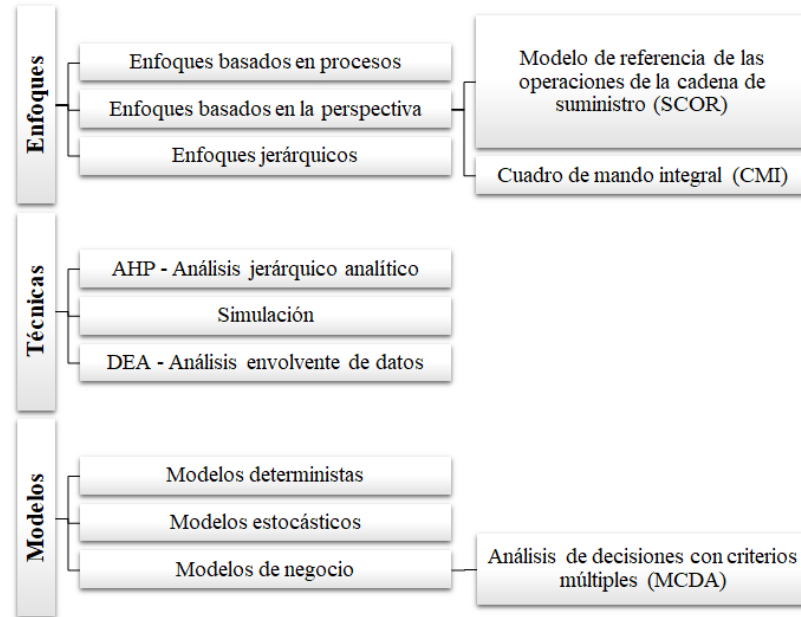 Enfoques
Enfoques basados en procesos
Enfoques basados en la perspectiva
Enfoques jerárquicos
Modelo de referencia de las
operaciones de la cadena de
suministro (SCOR)
Cuadro de mando integral (CMI)
Técnicas
AHP - Análisis jerárquico analítico
Simulación
DEA - Análisis envolvente de datos
Modelos
Modelos deterministas
Modelos estocásticos
Modelos de negocio
Análisis de decisiones con criterios
múltiples (MCDA)